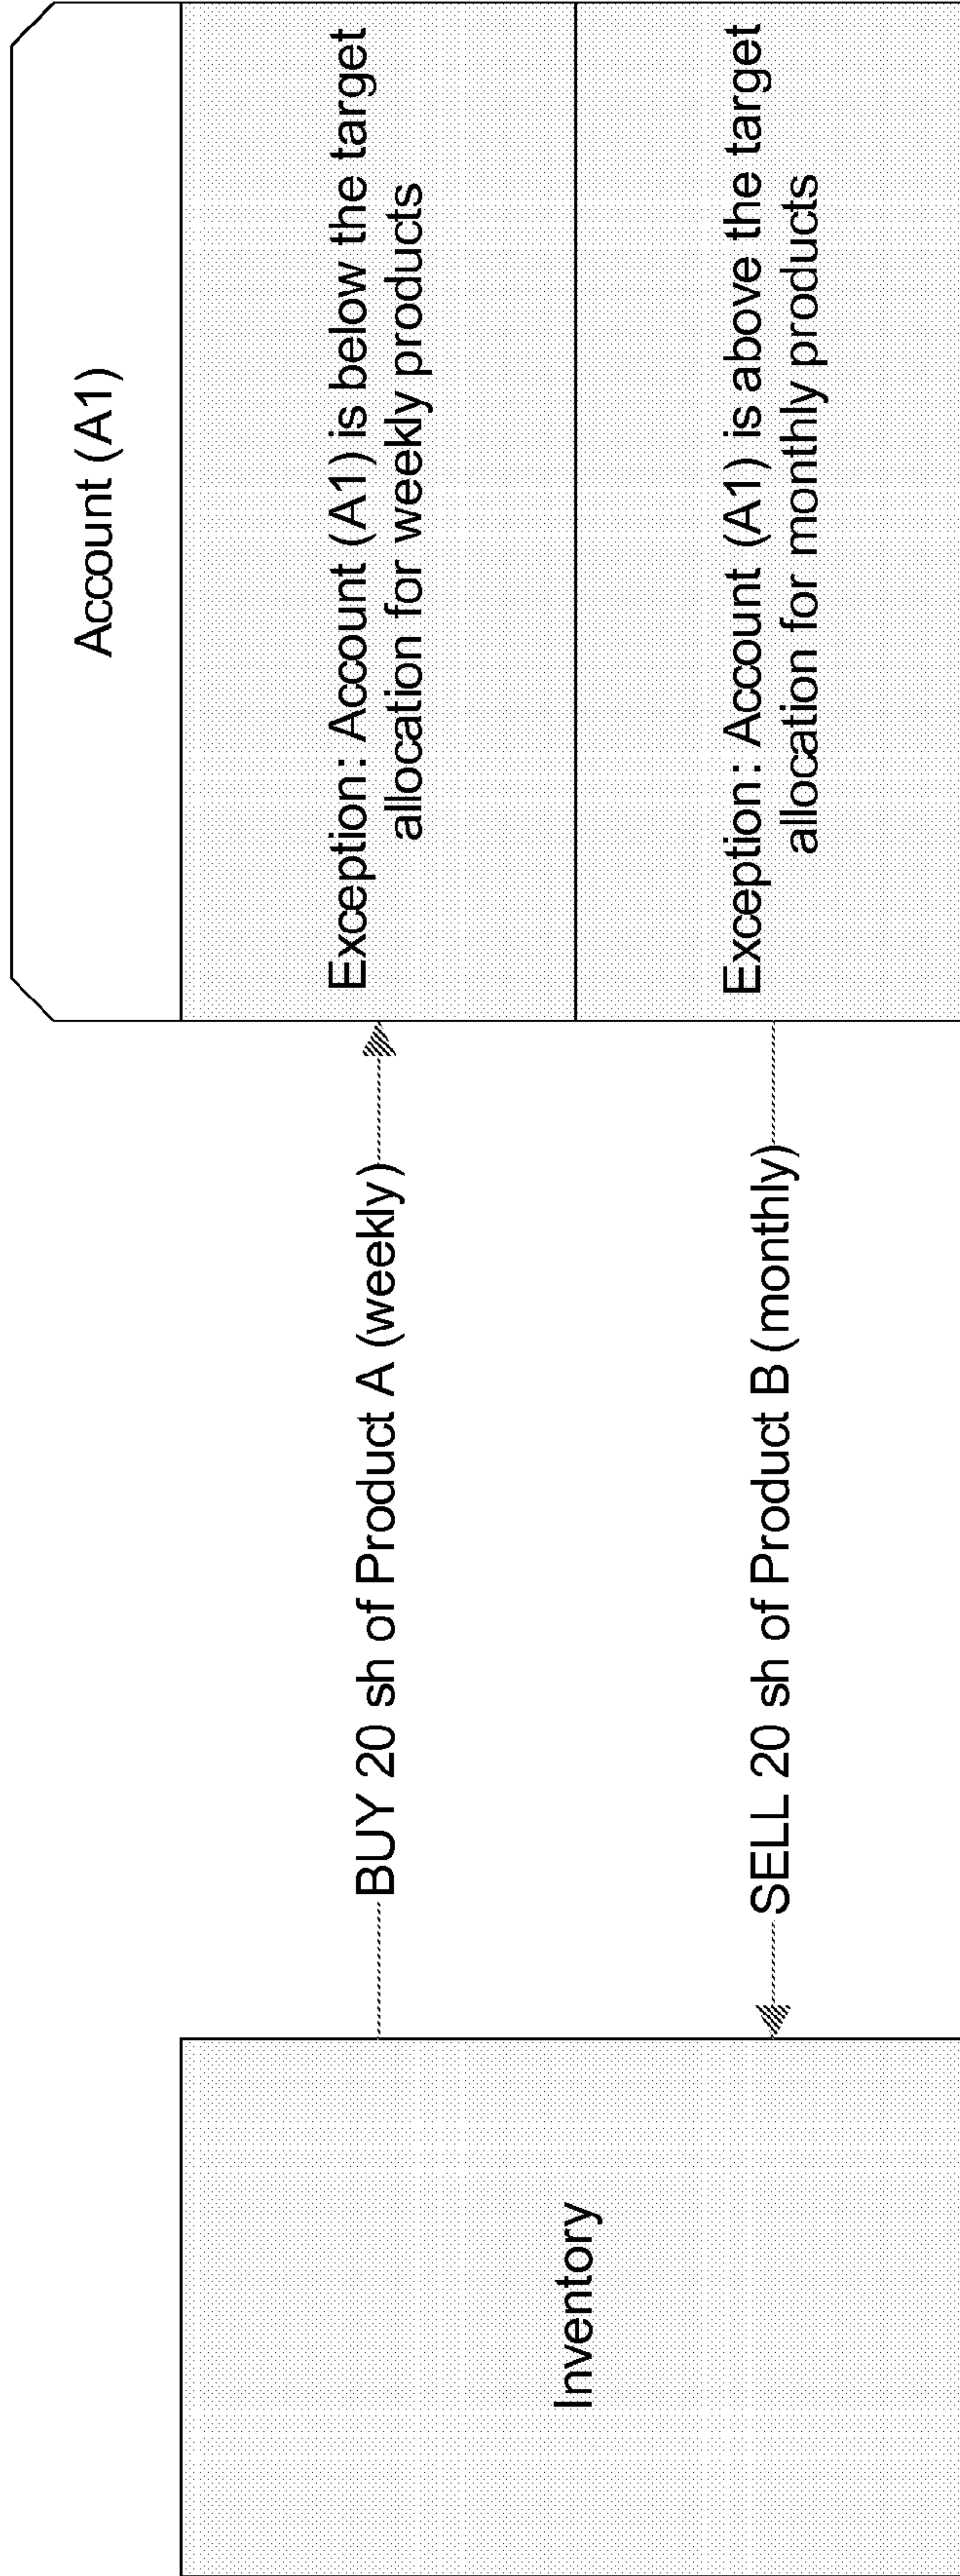 Account (A1)
Exception: Account (A1) is below the target
allocation for weekly products
BUY 20 sh of Product A (weekly)
Inventory
Exception: Account (A1) is above the target
allocation for monthly products
SELL 20 sh of Product B (monthly)